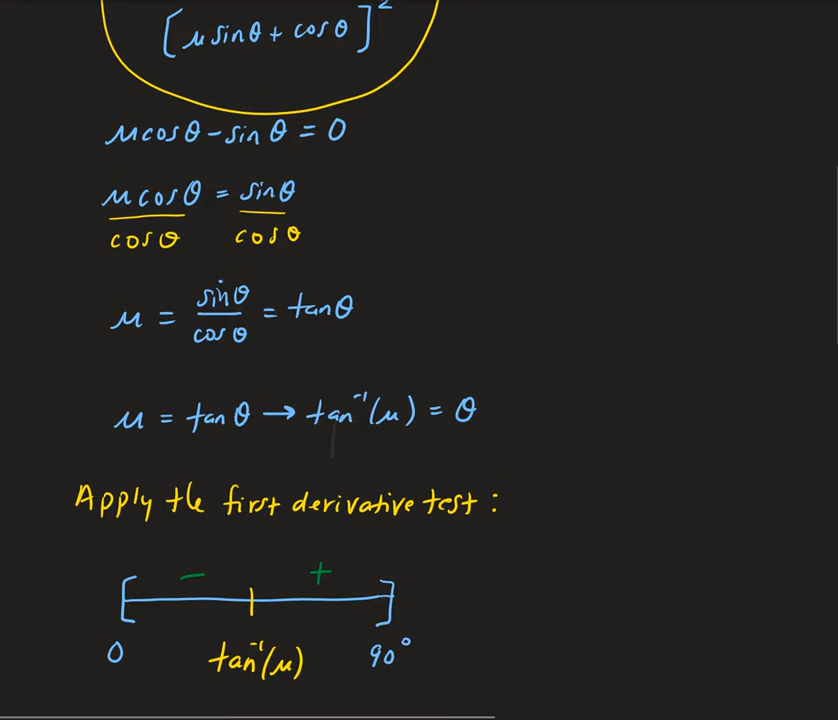 [μ sinθ + cosθ]²
μcosθ - sinθ = 0
μcosθ = sinθ
cosθ cosθ
μ = sinθ/cosθ = tanθ
μ = tanθ → tan⁻¹(μ) = θ
Apply the first derivative test:
- +
0 tan⁻¹(μ) 90°